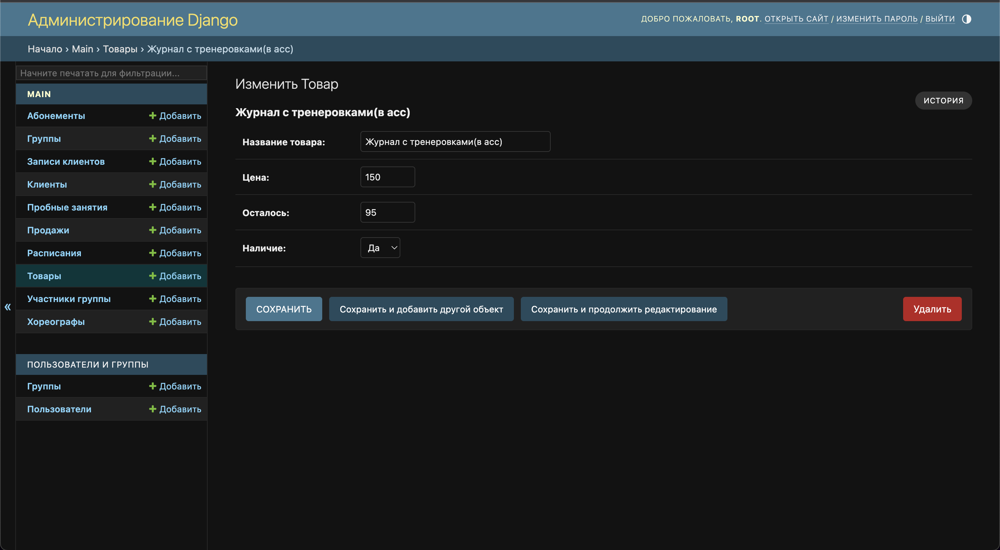 Администрирование Django
ДОБРО ПОЖАЛОВАТЬ, ROOT. ОТКРЫТЬ САЙТ / ИЗМЕНИТЬ ПАРОЛЬ / ВЫЙТИ
Начало › Main › Товары › Журнал с тренеровками(в асс)
Начните печатать для фильтрации...
MAIN
Абонементы Добавить
Группы Добавить
Записи клиентов Добавить
Клиенты Добавить
Пробные занятия Добавить
Продажи Добавить
Расписания Добавить
Товары Добавить
Участники группы Добавить
Хореографы Добавить
ПОЛЬЗОВАТЕЛИ И ГРУППЫ
Группы Добавить
Пользователи Добавить
«
Изменить Товар
ИСТОРИЯ
Журнал с тренеровками(в асс)
Название товара: Журнал с тренеровками(в асс)
Цена: 150
Осталось: 95
Наличие: Да
СОХРАНИТЬ Сохранить и добавить другой объект Сохранить и продолжить редактирование Удалить